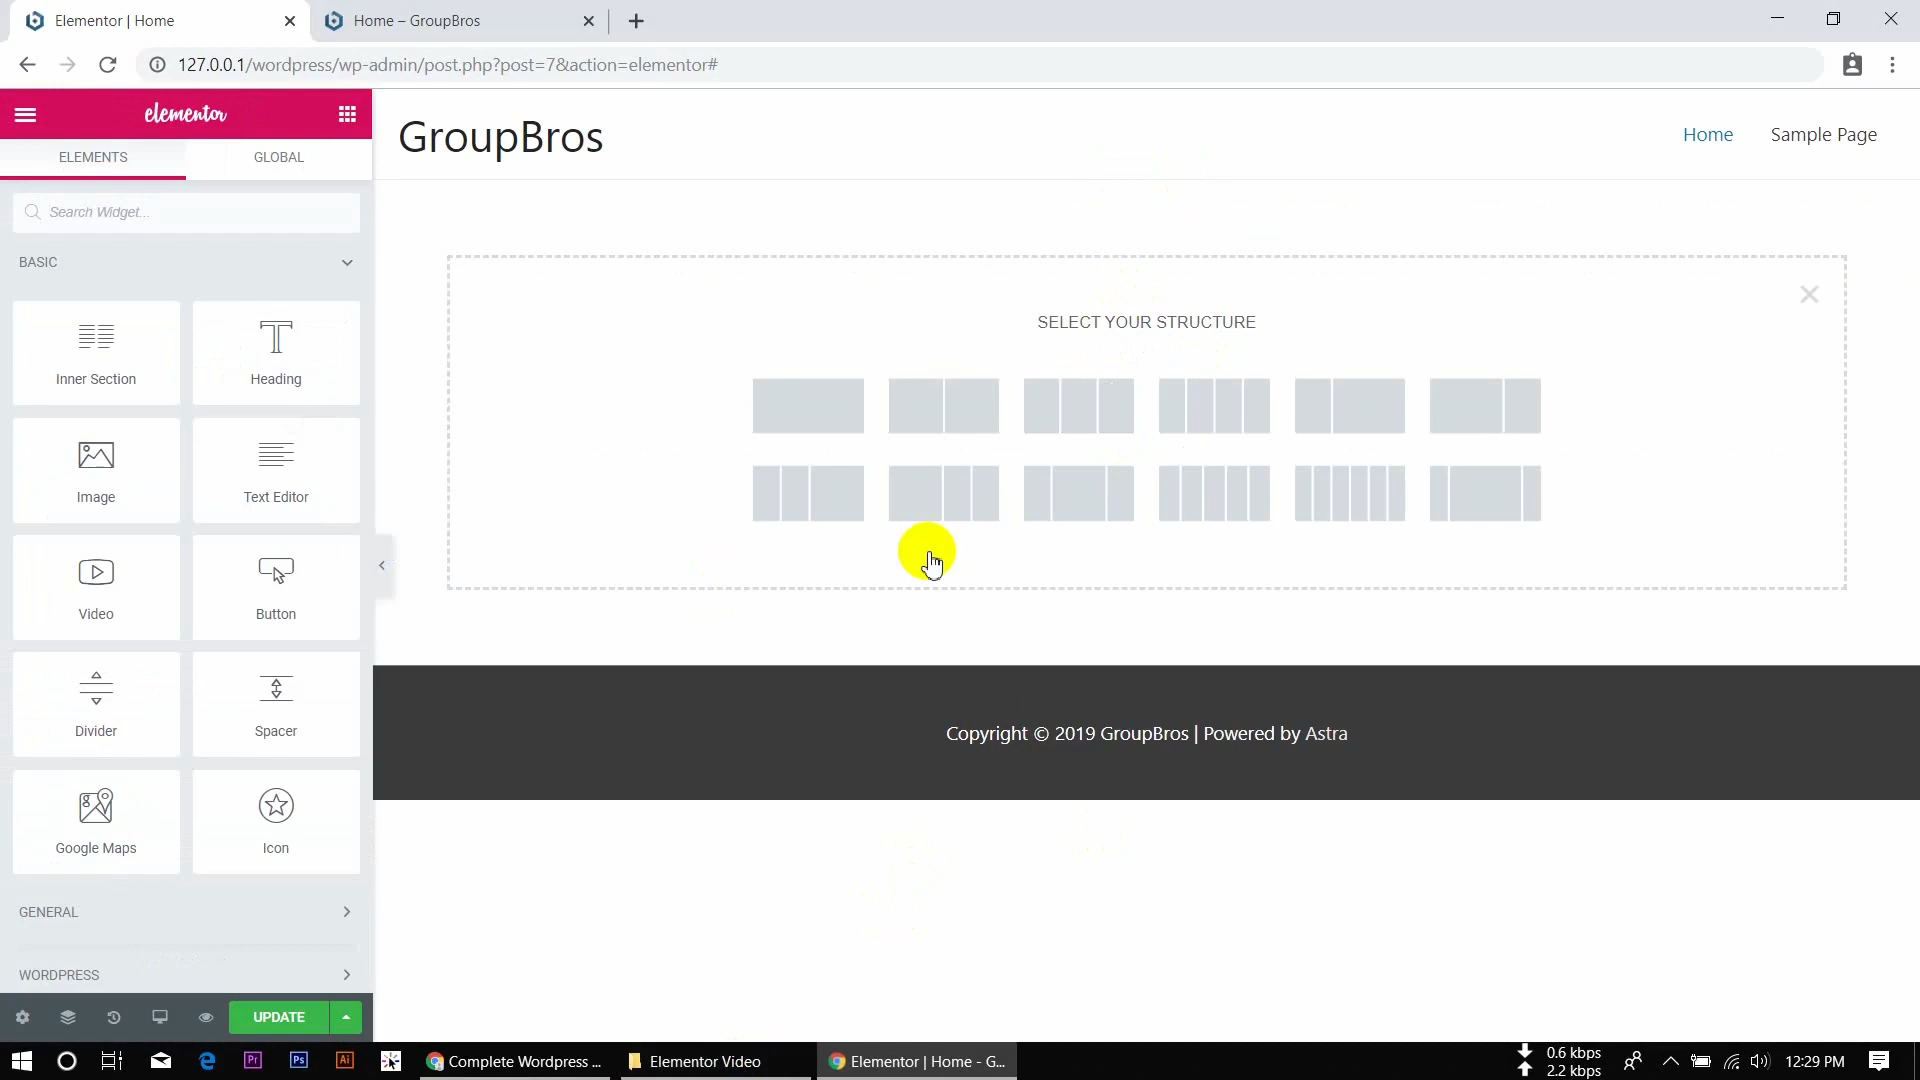 Elementor | Home
Home – GroupBros
127.0.0.1/wordpress/wp-admin/post.php?post=7&action=elementor#
elementor
ELEMENTS
GLOBAL
Search Widget...
BASIC
Inner Section
Heading
Image
Text Editor
Video
Button
Divider
Spacer
Google Maps
Icon
GENERAL
WORDPRESS
UPDATE
GroupBros
Home
Sample Page
SELECT YOUR STRUCTURE
Copyright © 2019 GroupBros | Powered by Astra
Pr
Ps
Ai
Complete Wordpress ...
Elementor Video
Elementor | Home - G...
0.6 kbps
2.2 kbps
12:29 PM